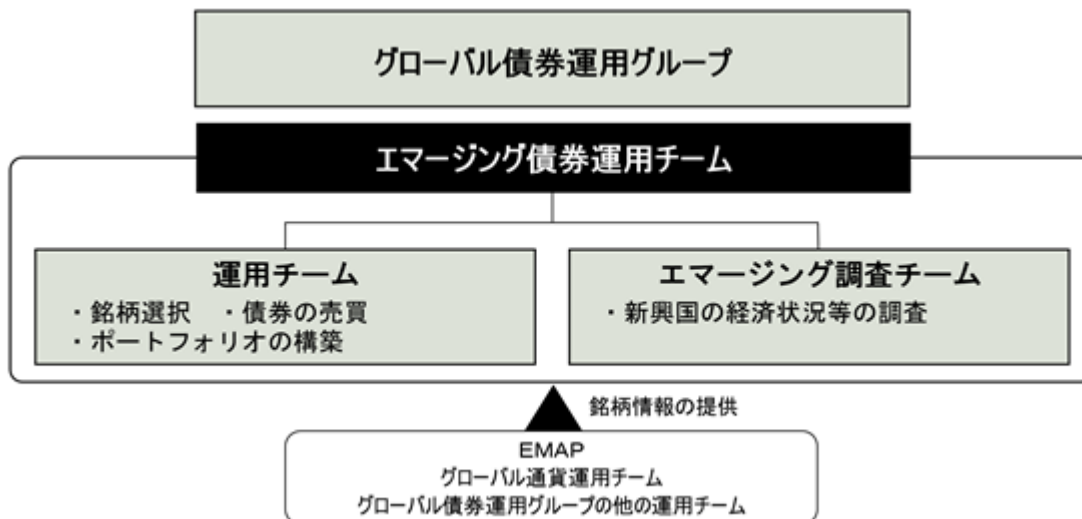 グローバル債券運用グループ
エマージング債券運用チーム
運用チーム
・銘柄選択　・債券の売買
・ポートフォリオの構築
エマージング調査チーム
・新興国の経済状況等の調査
銘柄情報の提供
EMAP
グローバル通貨運用チーム
グローバル債券運用グループの他の運用チーム